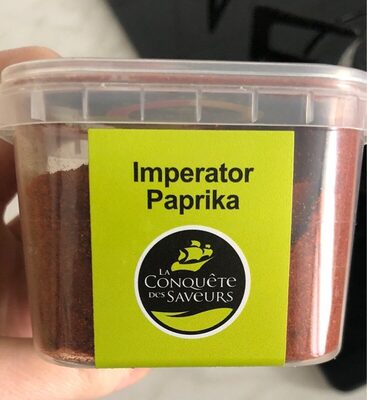 Imperator
Paprika
LA
CONQUÊTE
DES SAVEURS